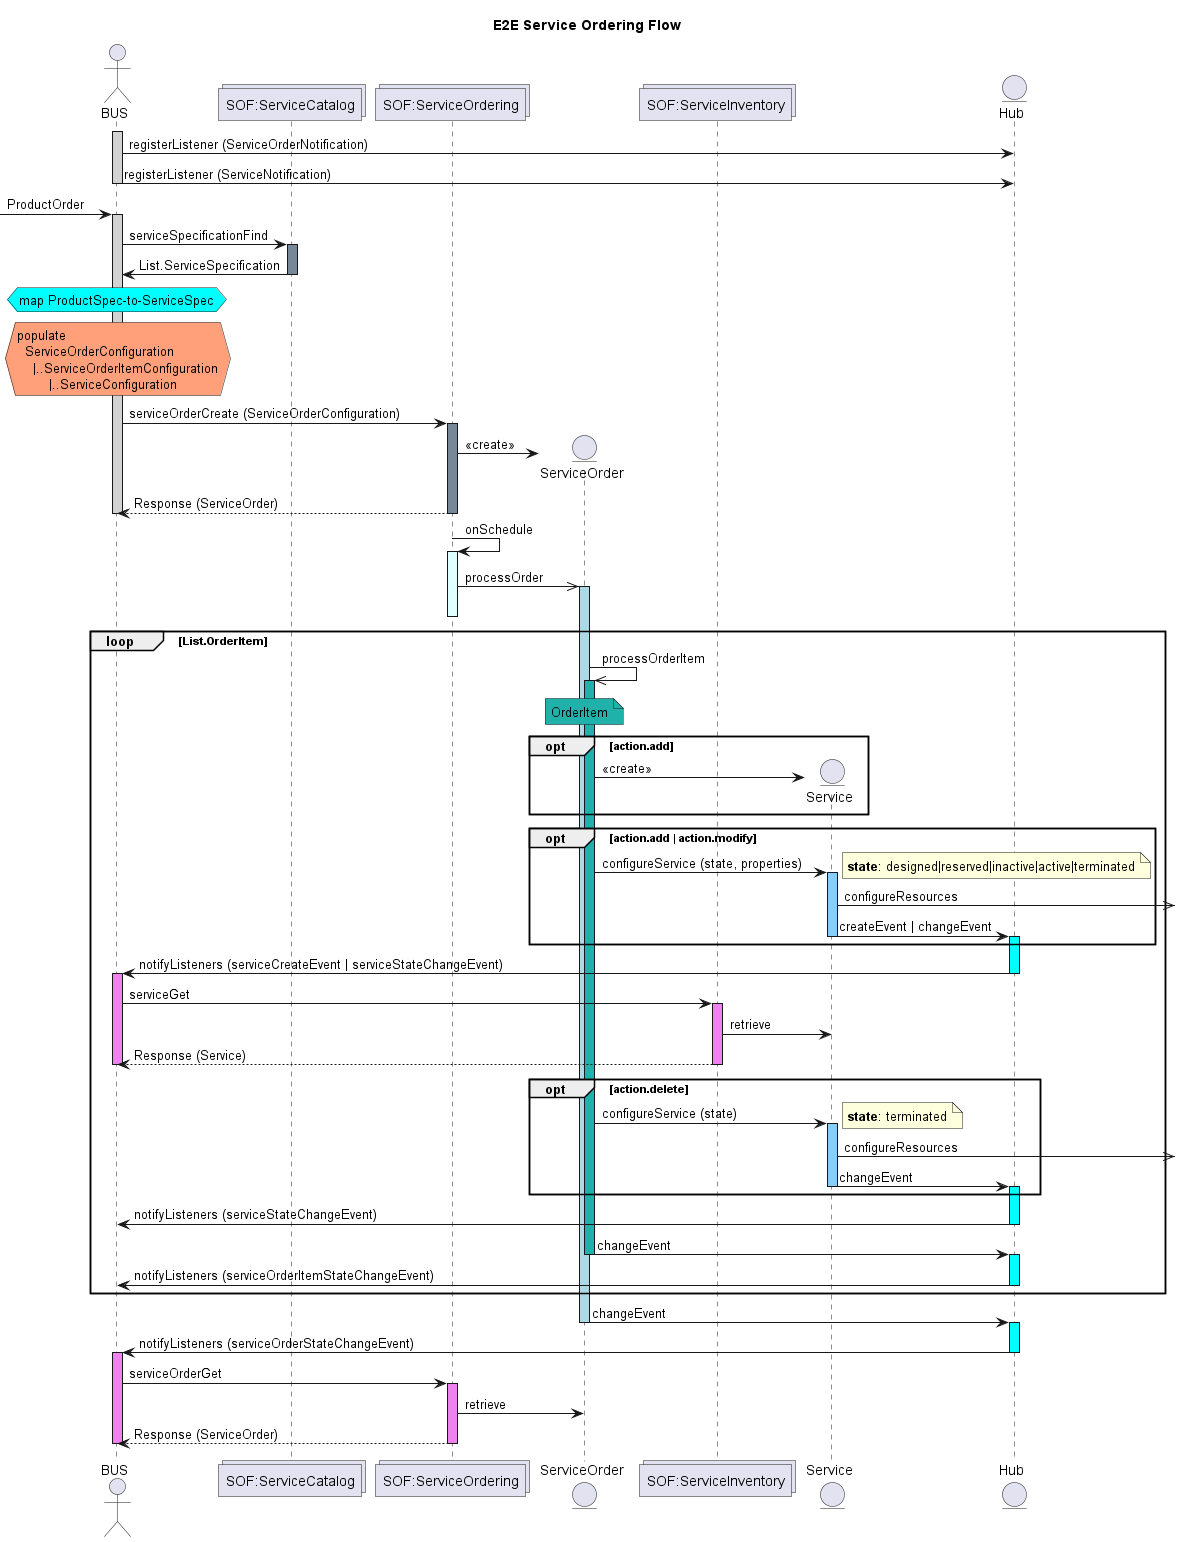 E2E Service Ordering Flow
BUS
SOF:ServiceCatalog
SOF:ServiceOrdering
SOF:ServiceInventory
Hub
registerListener (ServiceOrderNotification)
registerListener (ServiceNotification)
ProductOrder
serviceSpecificationFind
List.ServiceSpecification
map ProductSpec-to-ServiceSpec
populate
ServiceOrderConfiguration
|..ServiceOrderItemConfiguration
|..ServiceConfiguration
serviceOrderCreate (ServiceOrderConfiguration)
«create»
ServiceOrder
Response (ServiceOrder)
onSchedule
processOrder
loop [List.OrderItem]
processOrderItem
OrderItem
opt [action.add]
«create»
Service
opt [action.add | action.modify]
configureService (state, properties)
state: designed|reserved|inactive|active|terminated
configureResources
createEvent | changeEvent
notifyListeners (serviceCreateEvent | serviceStateChangeEvent)
serviceGet
retrieve
Response (Service)
opt [action.delete]
configureService (state)
state: terminated
configureResources
changeEvent
notifyListeners (serviceStateChangeEvent)
changeEvent
notifyListeners (serviceOrderItemStateChangeEvent)
changeEvent
notifyListeners (serviceOrderStateChangeEvent)
serviceOrderGet
retrieve
Response (ServiceOrder)
BUS
SOF:ServiceCatalog
SOF:ServiceOrdering
ServiceOrder
SOF:ServiceInventory
Service
Hub